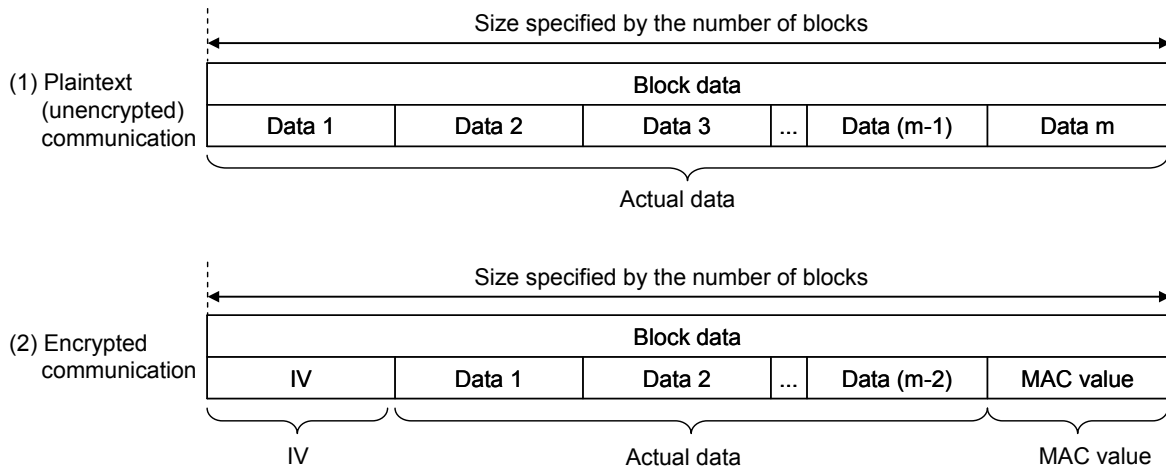 Size specified by the number of blocks
(1) Plaintext
(unencrypted)
communication
Block data
Data 1 Data 2 Data 3 ... Data (m-1) Data m
Actual data
Size specified by the number of blocks
(2) Encrypted
communication
Block data
IV Data 1 Data 2 ... Data (m-2) MAC value
IV Actual data MAC value